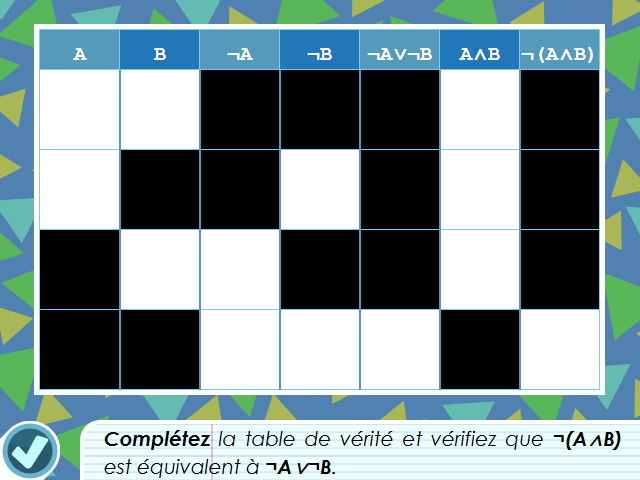 A B ¬A ¬B ¬A∨¬B A∧B ¬(A∧B)
Complétez la table de vérité et vérifiez que ¬(A∧B)
est équivalent à ¬A∨¬B.